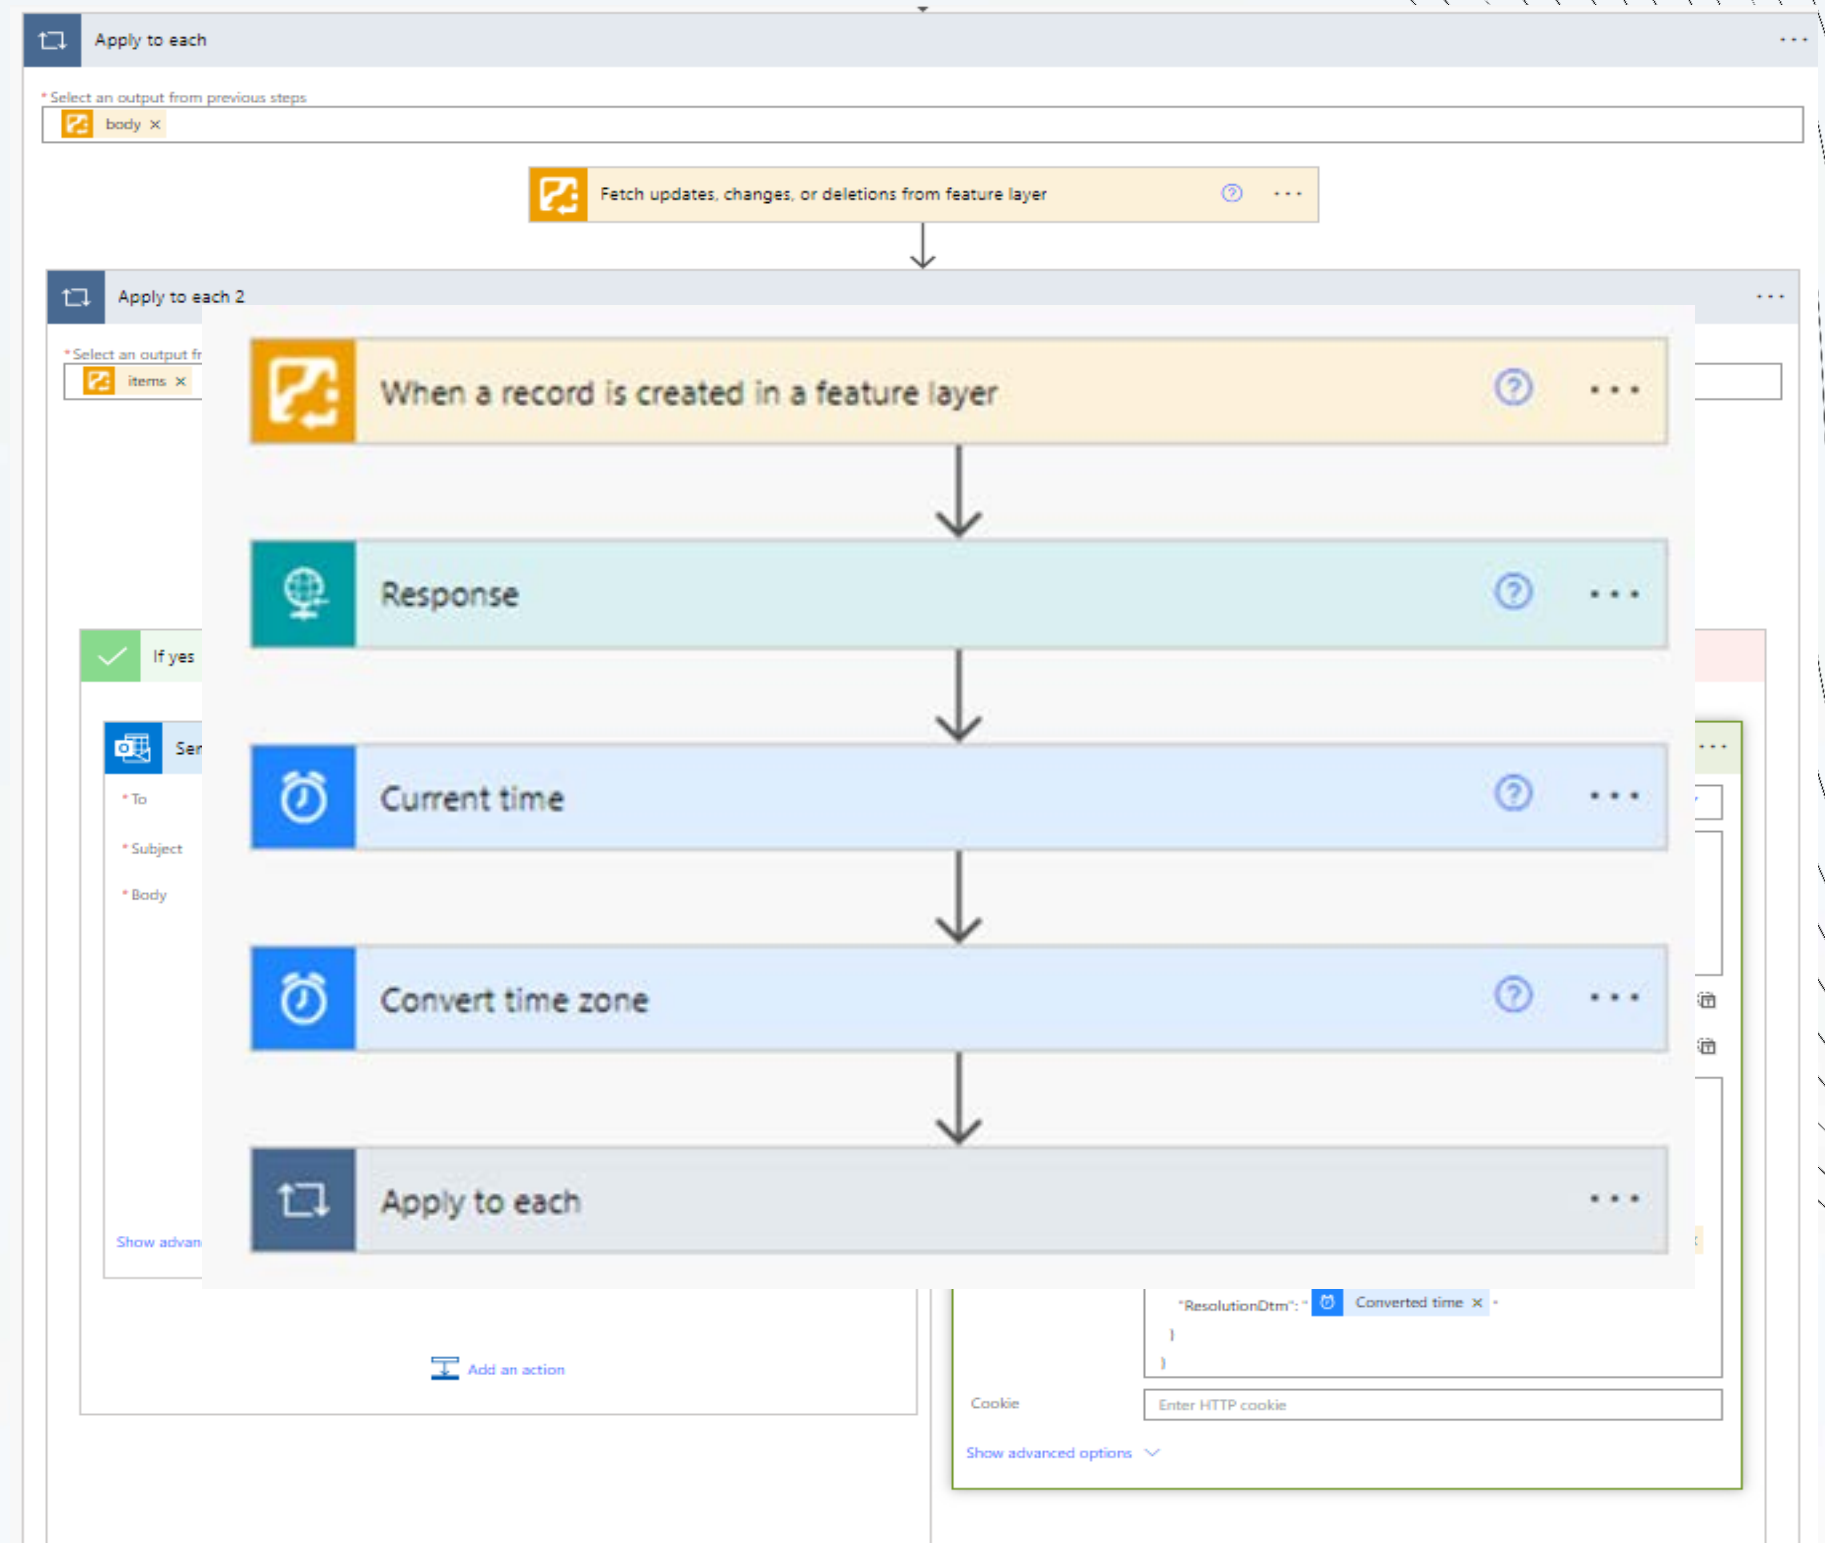 Apply to each
* Select an output from previous steps
body ×
Fetch updates, changes, or deletions from feature layer
Apply to each 2
* Select an output
items ×
When a record is created in a feature layer
Response
Current time
Convert time zone
Apply to each
If yes
* To
* Subject
* Body
Show
"ResolutionDtm": " Converted time × "
}
}
Add an action
Cookie
Enter HTTP cookie
Show advanced options